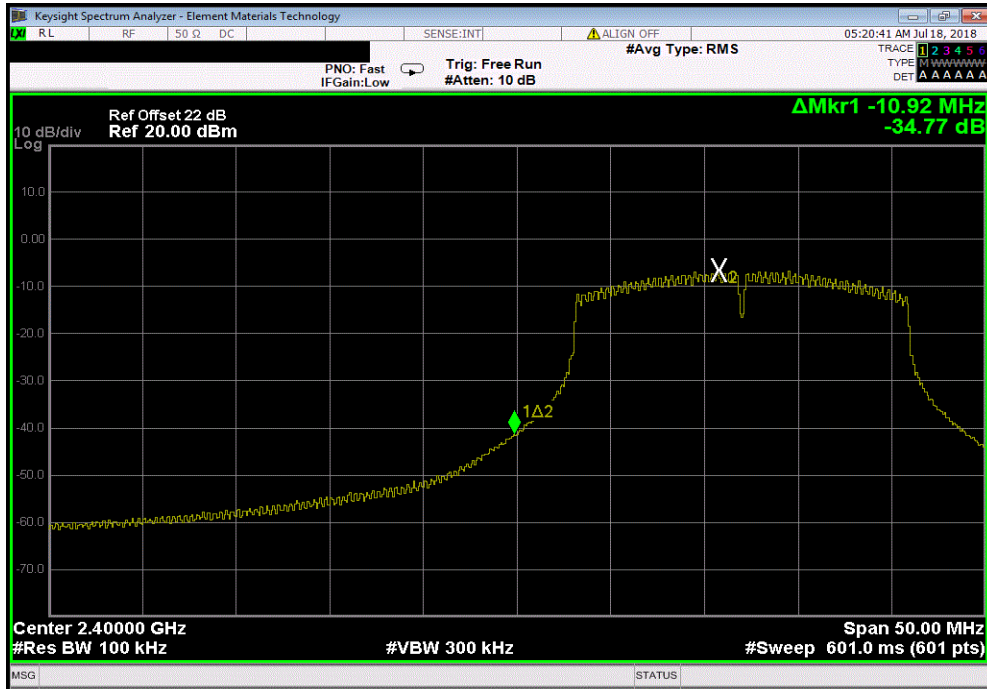 Keysight Spectrum Analyzer - Element Materials Technology
LXI RL RF 50 Ω DC SENSE:INT ALIGN OFF 05:20:41 AM Jul 18, 2018
#Avg Type: RMS TRACE 1 2 3 4 5 6
PNO: Fast Trig: Free Run TYPE M WWWWW
IFGain:Low #Atten: 10 dB DET A A A A A A
ΔMkr1 -10.92 MHz
-34.77 dB
Ref Offset 22 dB
10 dB/div Ref 20.00 dBm
Log
10.0
0.00
X
2
-10.0
-20.0
-30.0
1Δ2
-40.0
-50.0
-60.0
-70.0
Center 2.40000 GHz Span 50.00 MHz
#Res BW 100 kHz #VBW 300 kHz #Sweep 601.0 ms (601 pts)
MSG STATUS